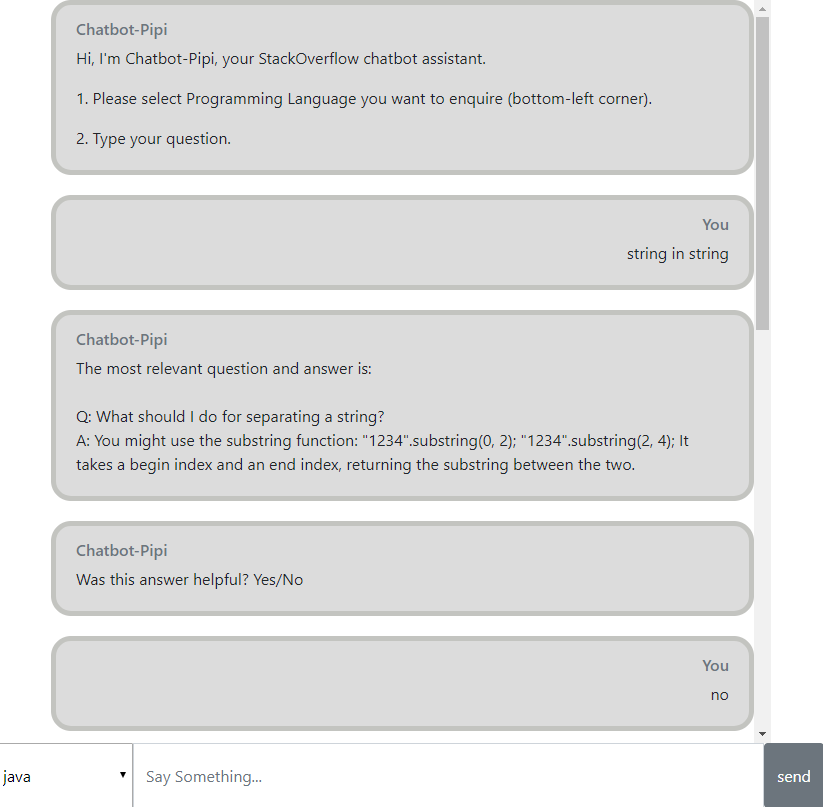 Chatbot-Pipi
Hi, I'm Chatbot-Pipi, your StackOverflow chatbot assistant.
1. Please select Programming Language you want to enquire (bottom-left corner).
2. Type your question.
You
string in string
Chatbot-Pipi
The most relevant question and answer is:
Q: What should I do for separating a string?
A: You might use the substring function: "1234".substring(0, 2); "1234".substring(2, 4); It
takes a begin index and an end index, returning the substring between the two.
Chatbot-Pipi
Was this answer helpful? Yes/No
You
no
java
Say Something...
send